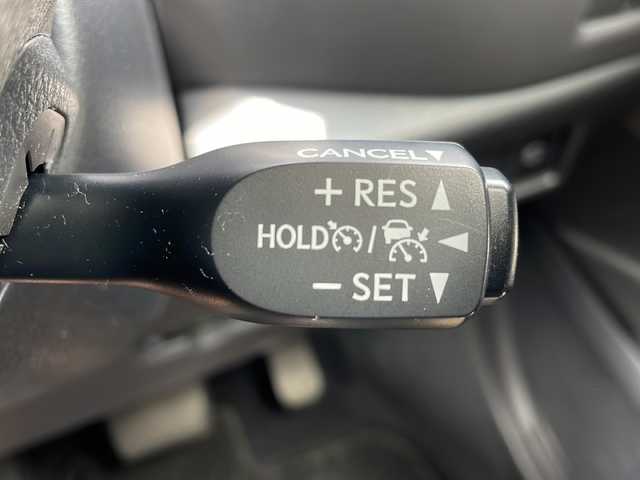 CANCEL▼
+ RES ▲
HOLD / ◀
− SET ▼